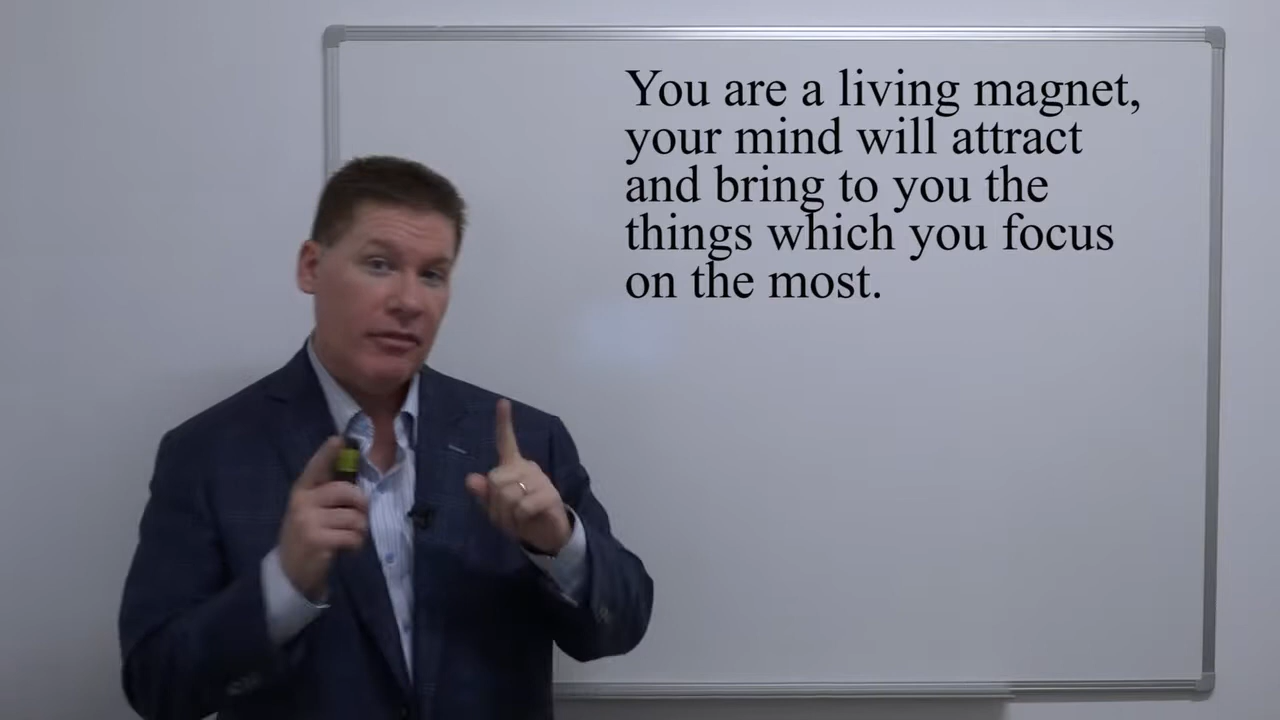 You are a living magnet,
your mind will attract
and bring to you the
things which you focus
on the most.